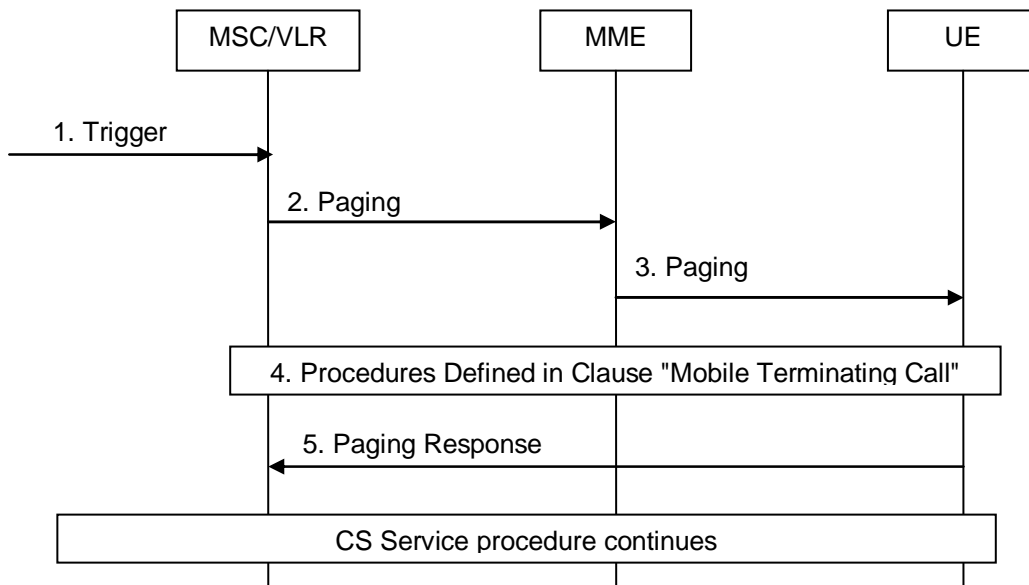 MSC/VLR
MME
UE
1. Trigger
2. Paging
3. Paging
4. Procedures Defined in Clause "Mobile Terminating Call"
5. Paging Response
CS Service procedure continues